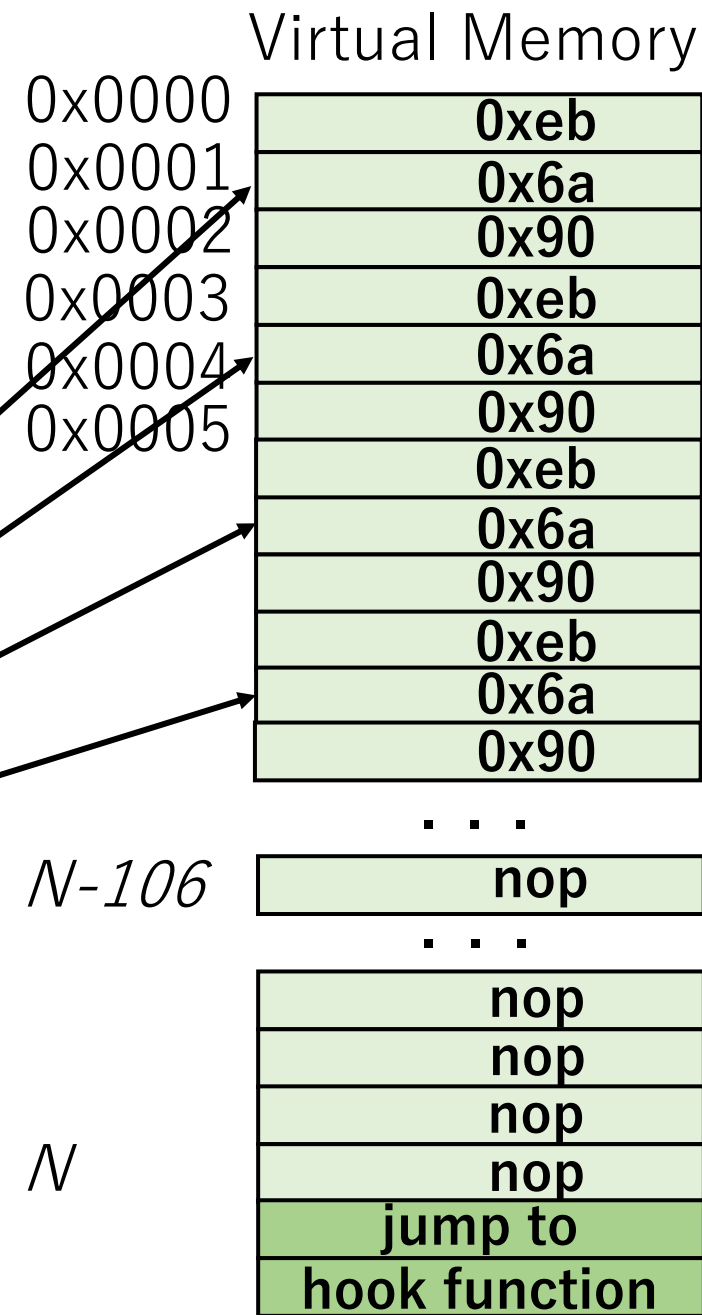 Virtual Memory
0x0000 0xeb
0x0001 0x6a
0x0002 0x90
0x0003 0xeb
0x0004 0x6a
0x0005 0x90
0xeb
0x6a
0x90
0xeb
0x6a
0x90
. . .
N-106 nop
. . .
nop
nop
nop
N nop
jump to
hook function